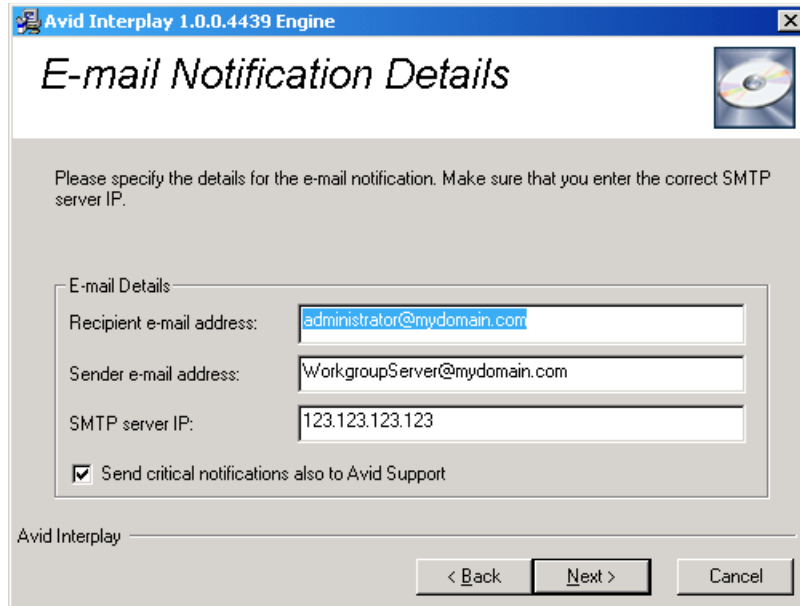 Avid Interplay 1.0.0.4439 Engine
E-mail Notification Details
Please specify the details for the e-mail notification. Make sure that you enter the correct SMTP
server IP.
E-mail Details
Recipient e-mail address:
administrator@mydomain.com
Sender e-mail address:
WorkgroupServer@mydomain.com
SMTP server IP:
123.123.123.123
Send critical notifications also to Avid Support
Avid Interplay
< Back
Next >
Cancel